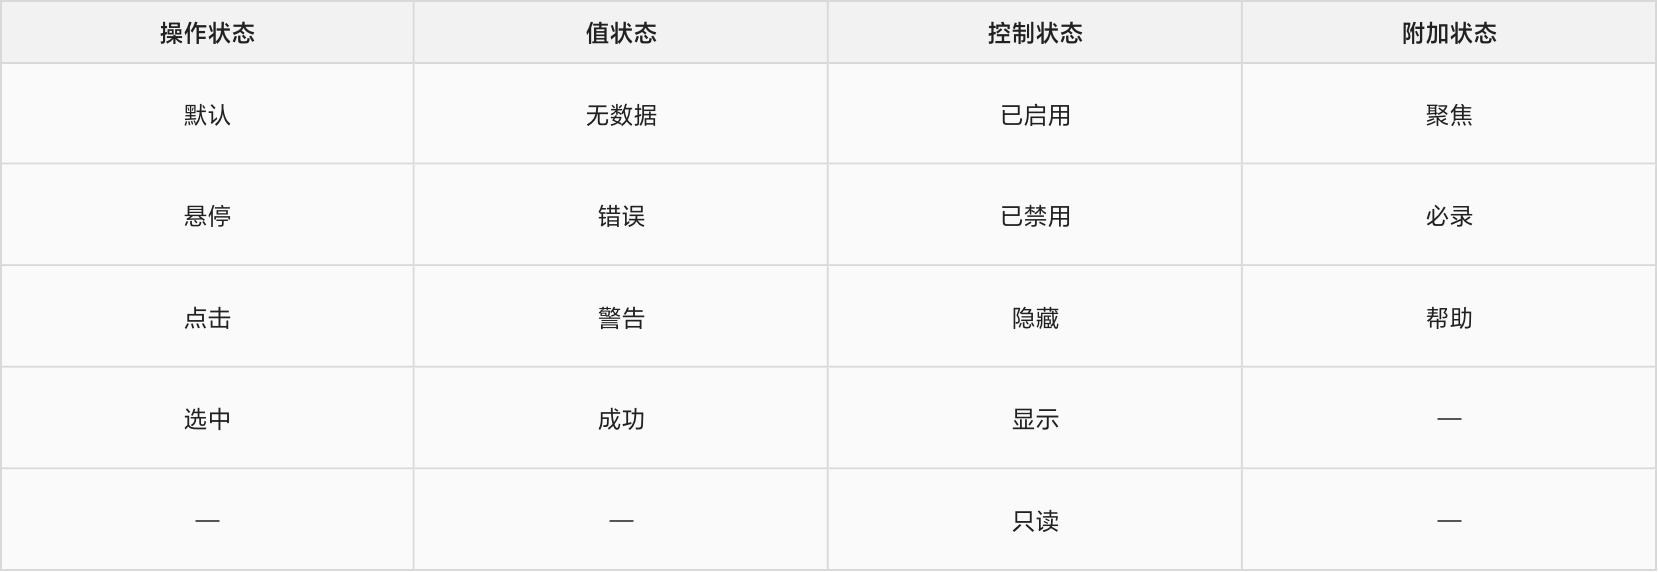 操作状态 值状态 控制状态 附加状态
默认 无数据 已启用 聚焦
悬停 错误 已禁用 必录
点击 警告 隐藏 帮助
选中 成功 显示 —
— — 只读 —